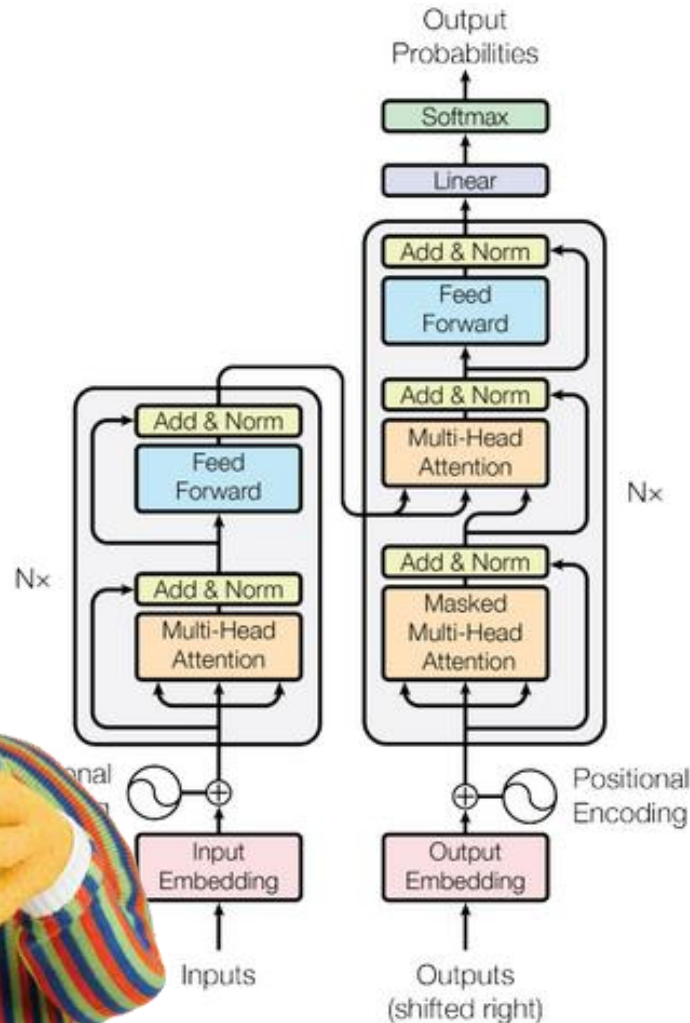 Output
Probabilities
Softmax
Linear
Add & Norm
Feed
Forward
Add & Norm
Multi-Head
Attention
Add & Norm
Masked
Multi-Head
Attention
Nx
Positional
Encoding
Output
Embedding
Outputs
(shifted right)
Add & Norm
Feed
Forward
Add & Norm
Multi-Head
Attention
Nx
Input
Embedding
Inputs